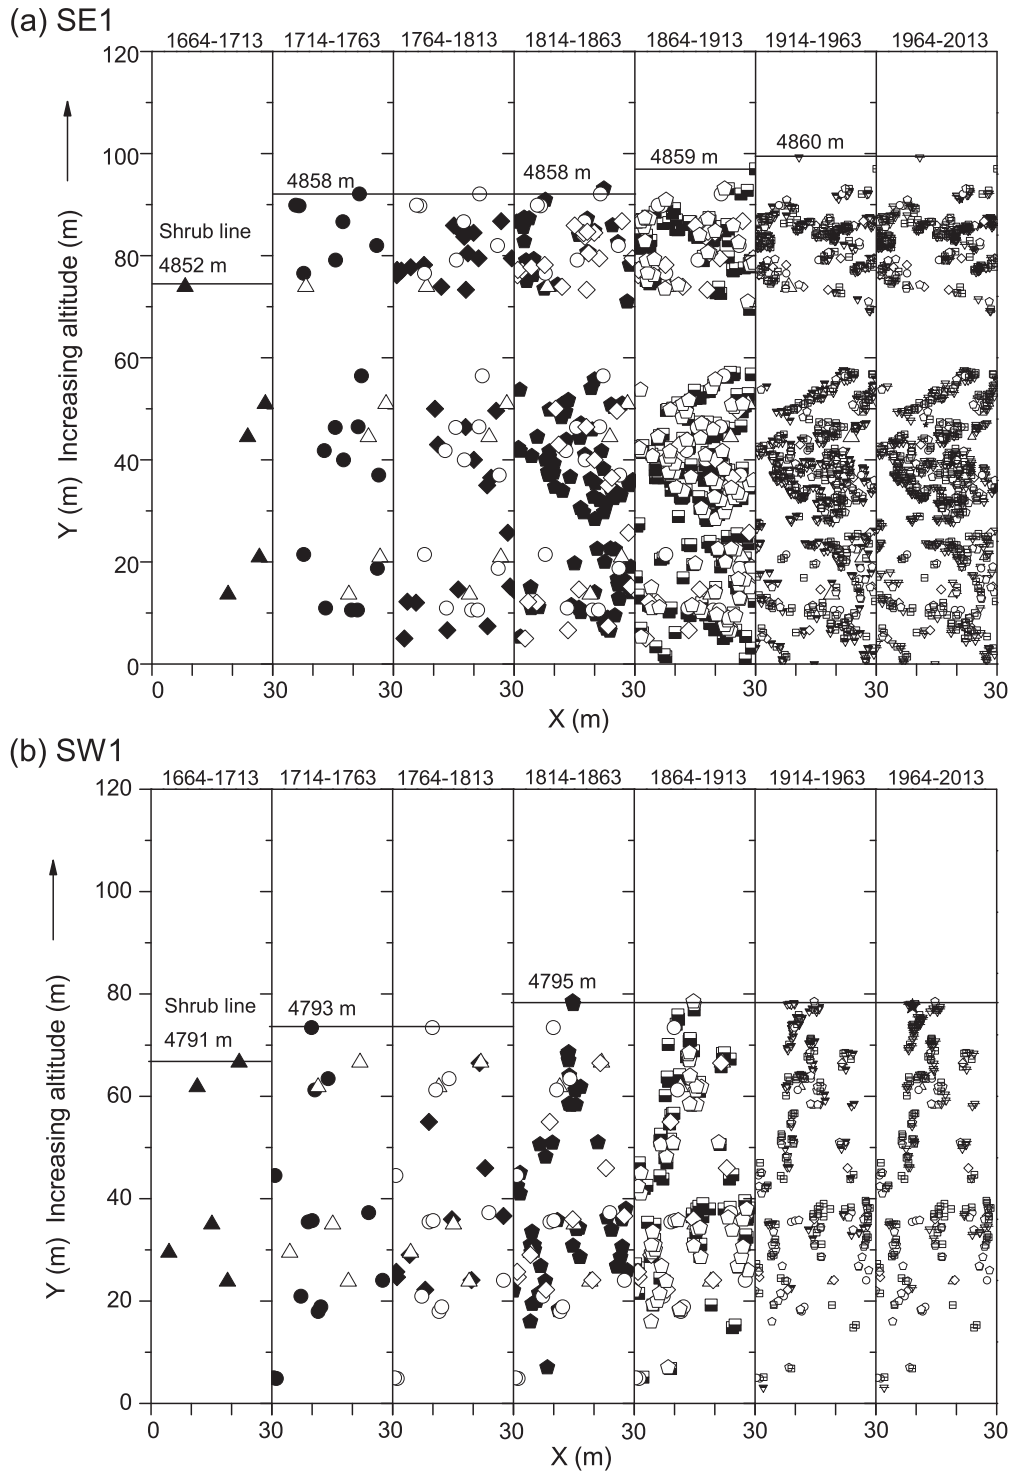 (a) SE1
1664-1713 1714-1763 1764-1813 1814-1863 1864-1913 1914-1963 1964-2013
120
100
80
60
40
20
0
Y (m) Increasing altitude (m)
Shrub line
4852 m
4858 m
4858 m
4859 m
4860 m
0 30 30 30 30 30 30 30
X (m)
(b) SW1
1664-1713 1714-1763 1764-1813 1814-1863 1864-1913 1914-1963 1964-2013
120
100
80
60
40
20
0
Y (m) Increasing altitude (m)
Shrub line
4791 m
4793 m
4795 m
0 30 30 30 30 30 30 30
X (m)